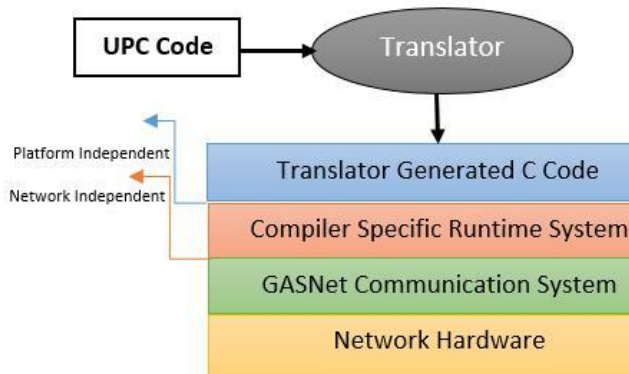 UPC Code
Translator
Platform Independent
Translator Generated C Code
Network Independent
Compiler Specific Runtime System
GASNet Communication System
Network Hardware